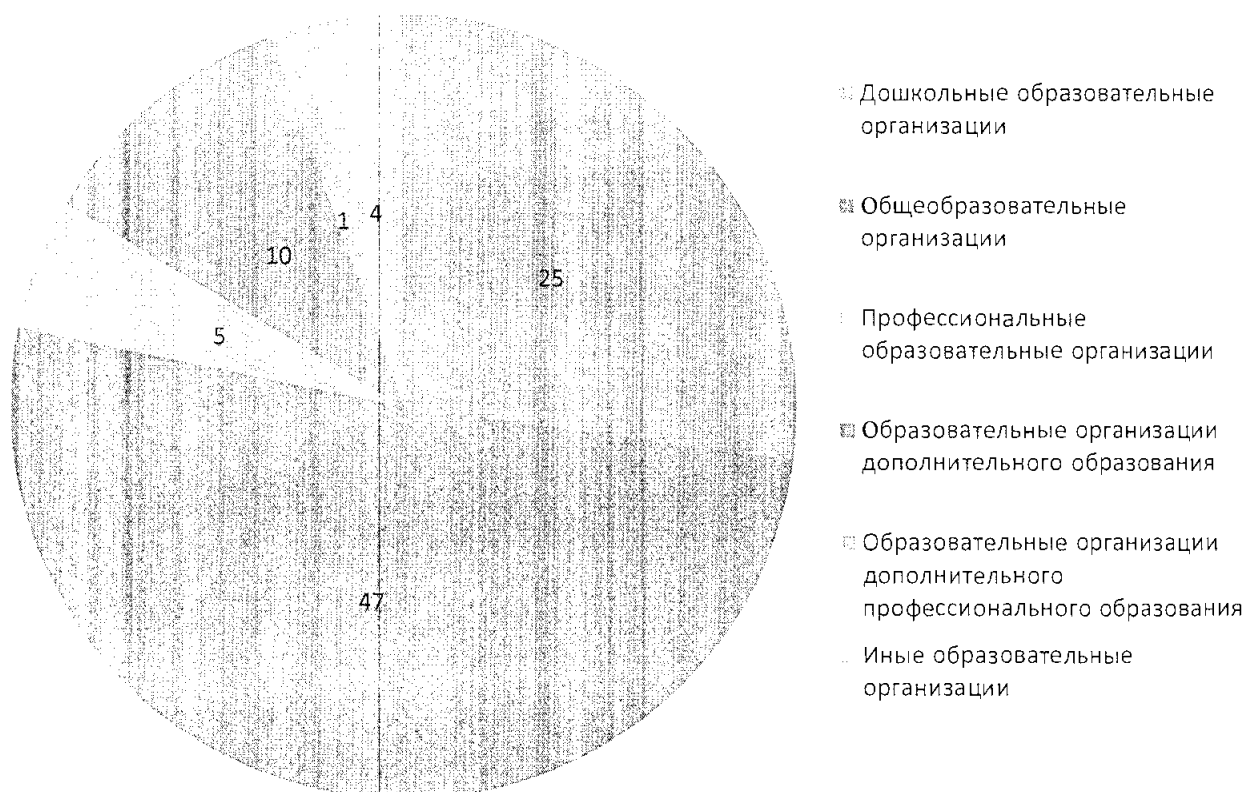 4
1
10
25
5
47
Дошкольные образовательные
организации
Общеобразовательные
организации
Профессиональные
образовательные организации
Образовательные организации
дополнительного образования
Образовательные организации
дополнительного
профессионального образования
Иные образовательные
организации